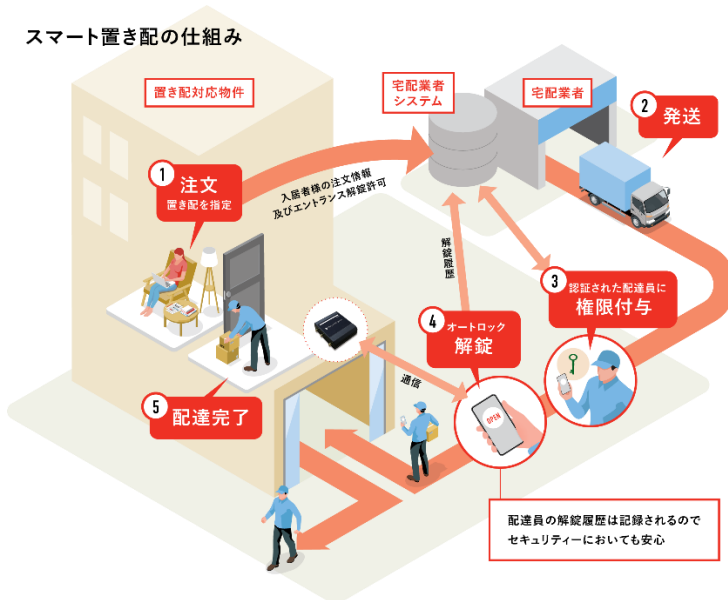 スマート置き配の仕組み
置き配対応物件
宅配業者
システム
宅配業者
2
発送
1
注文
置き配を指定
入居者様の注文情報
及びエントランス解錠許可
解錠履歴
3
認証された配達員に
権限付与
4
オートロック
解錠
通信
5
配達完了
OPEN
配達員の解錠履歴は記録されるので
セキュリティーにおいても安心